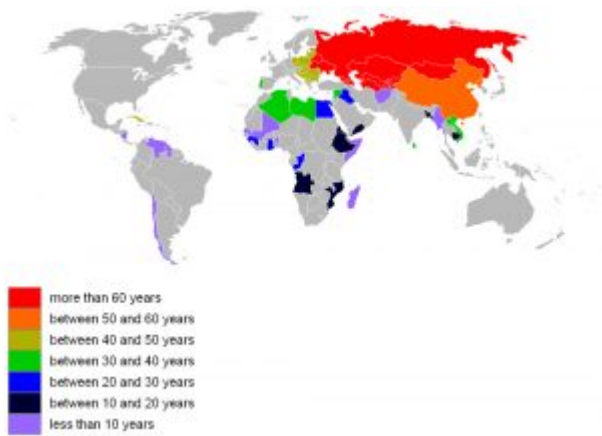 more than 60 years
between 50 and 60 years
between 40 and 50 years
between 30 and 40 years
between 20 and 30 years
between 10 and 20 years
less than 10 years